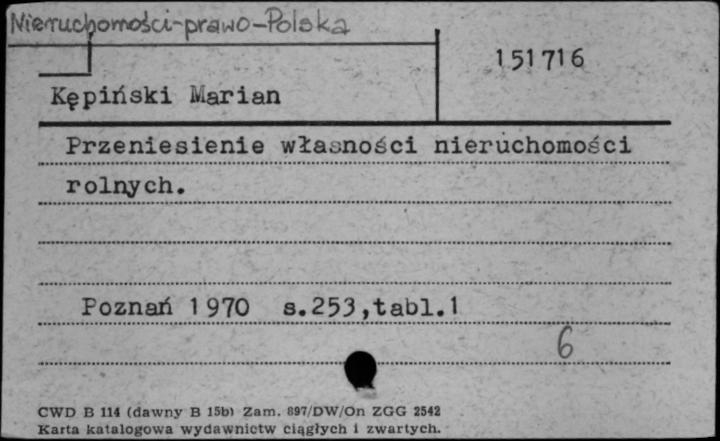 Nieruchomości-prawo-Polska
151716
Kępiński Marian
Przeniesienie własności nieruchomości
rolnych.
Poznań 1970 s.253,tabl.1
6
CWD B 114 (dawny B 15b) Zam. 897/DW/On ZGG 2542
Karta katalogowa wydawnictw ciągłych i zwartych.